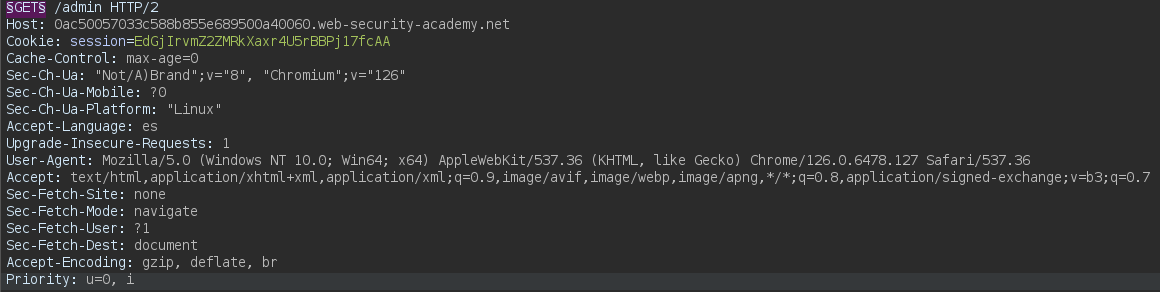 §GET§ /admin HTTP/2
Host: 0ac50057033c588b855e689500a40060.web-security-academy.net
Cookie: session=EdGjIrvmZ2ZMRkXaxr4U5rBBPj17fcAA
Cache-Control: max-age=0
Sec-Ch-Ua: "Not/A)Brand";v="8", "Chromium";v="126"
Sec-Ch-Ua-Mobile: ?0
Sec-Ch-Ua-Platform: "Linux"
Accept-Language: es
Upgrade-Insecure-Requests: 1
User-Agent: Mozilla/5.0 (Windows NT 10.0; Win64; x64) AppleWebKit/537.36 (KHTML, like Gecko) Chrome/126.0.6478.127 Safari/537.36
Accept: text/html,application/xhtml+xml,application/xml;q=0.9,image/avif,image/webp,image/apng,*/*;q=0.8,application/signed-exchange;v=b3;q=0.7
Sec-Fetch-Site: none
Sec-Fetch-Mode: navigate
Sec-Fetch-User: ?1
Sec-Fetch-Dest: document
Accept-Encoding: gzip, deflate, br
Priority: u=0, i